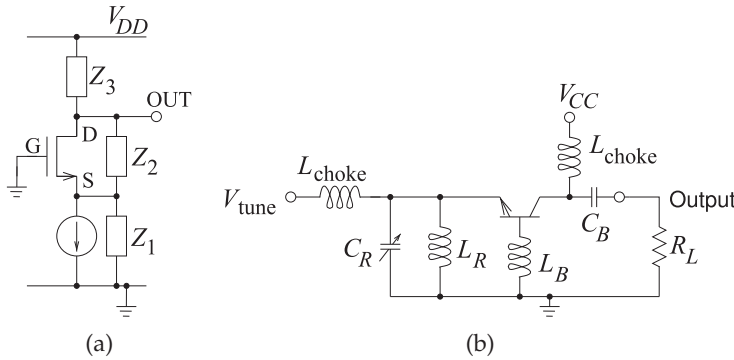 V_DD
Z_3
OUT
D
G
Z_2
S
Z_1
(a)
V_CC
L_choke
L_choke
V_tune
Output
C_B
C_R
L_R
L_B
R_L
(b)